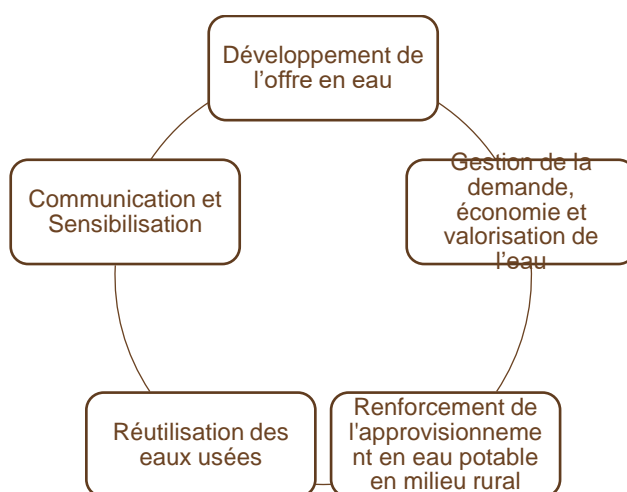 Développement de
l’offre en eau
Gestion de la
demande,
économie et
valorisation de
l’eau
Renforcement de
l'approvisionneme
nt en eau potable
en milieu rural
Réutilisation des
eaux usées
Communication et
Sensibilisation